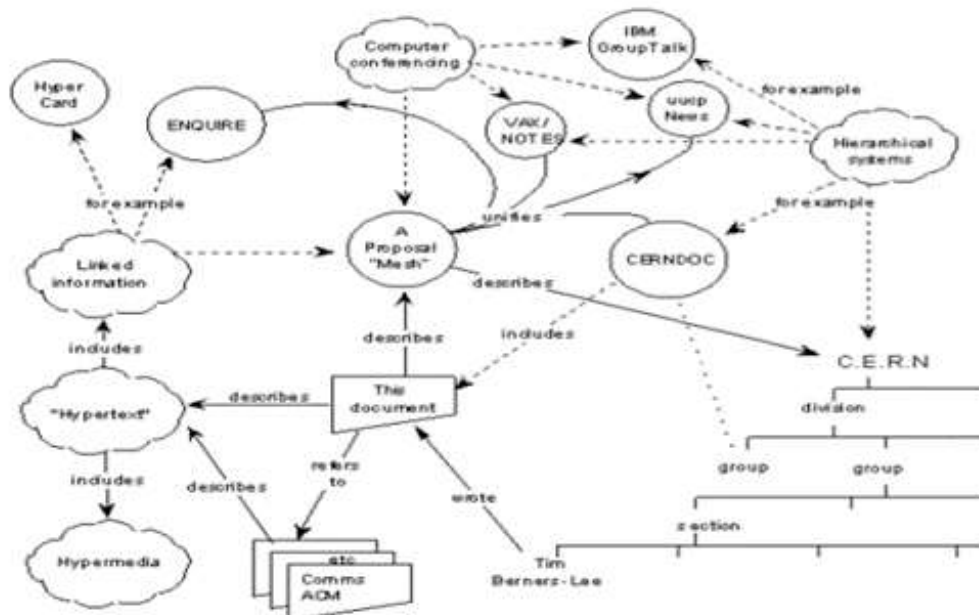 IBM
GroupTalk
Computer
conferencing
Hyper
Card
for example
uucp
News
ENQUIRE
VAX/
NOTES
Hierarchical
systems
for example
unifies
for example
A
Proposal
"Mesh"
CERNDOC
Linked
information
describes
includes
describes
includes
C.E.R.N
This
document
describes
division
"Hypertext"
refers
to
group
group
includes
describes
wrote
section
Hypermedia
etc
Tim
Berners-Lee
Comms
ACM